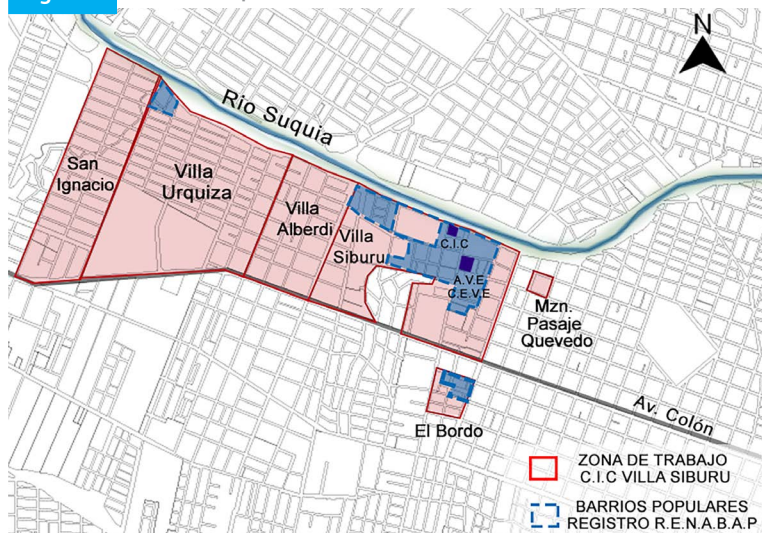 N
Rio Suquia
San
Ignacio
Villa
Urquiza
Villa
Alberdi
Villa
Siburu
C.I.C
A.V.E
C.E.V.E
Mzn.
Pasaje
Quevedo
El Bordo
Av. Colón
ZONA DE TRABAJO
C.I.C VILLA SIBURU
BARRIOS POPULARES
REGISTRO R.E.N.A.B.A.P